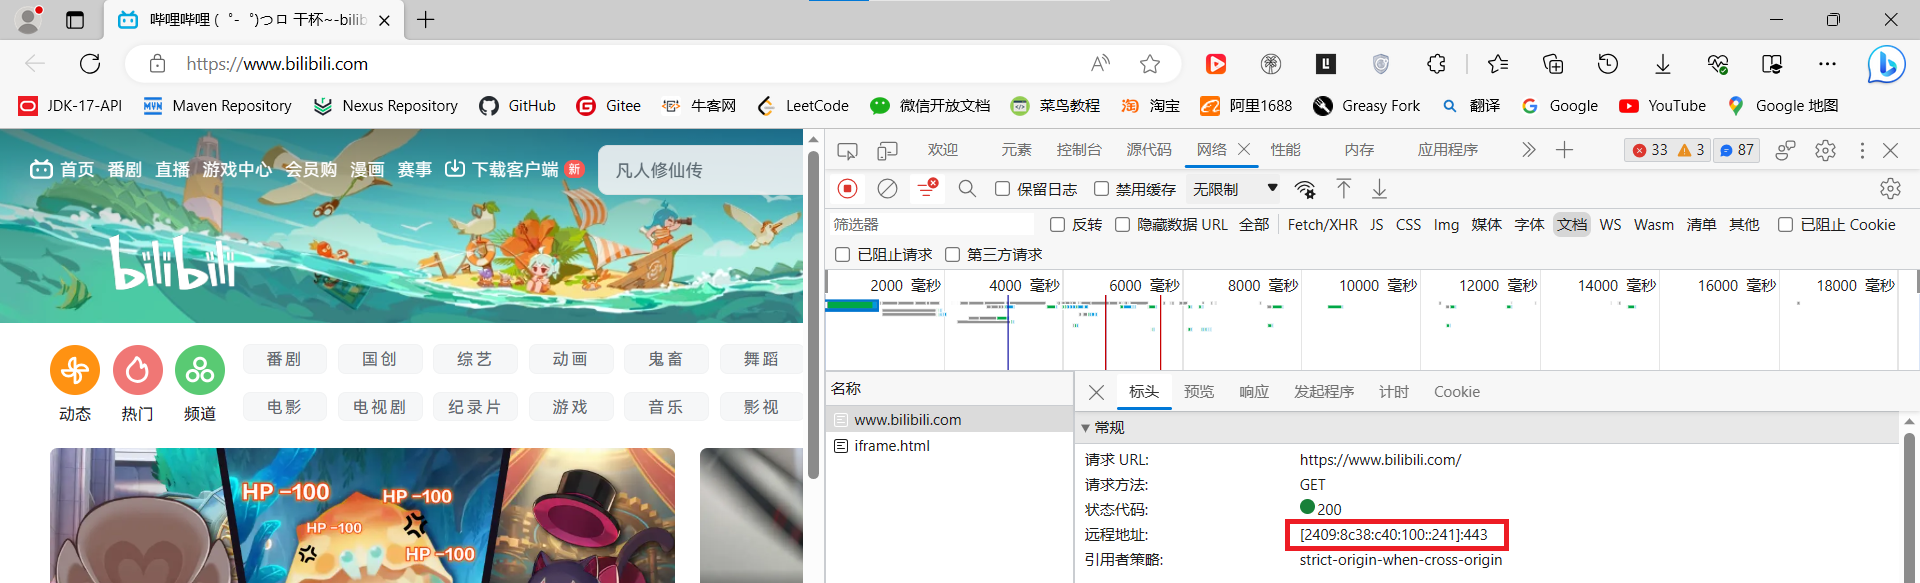 哔哩哔哩 (゜-゜)つロ 干杯~-bilib
https://www.bilibili.com
JDK-17-API
Maven Repository
Nexus Repository
GitHub
Gitee
牛客网
LeetCode
微信开放文档
菜鸟教程
淘宝
阿里1688
Greasy Fork
翻译
Google
YouTube
Google 地图
首页 番剧 直播 游戏中心 会员购 漫画 赛事 下载客户端 新
凡人修仙传
bilibili
动态 热门 频道
番剧 国创 综艺 动画 鬼畜 舞蹈
电影 电视剧 纪录片 游戏 音乐 影视
HP -100
HP -100
HP -100
HP -100
欢迎 元素 控制台 源代码 网络 性能 内存 应用程序 33 3 87
保留日志 禁用缓存 无限制
筛选器 反转 隐藏数据 URL 全部 Fetch/XHR JS CSS Img 媒体 字体 文档 WS Wasm 清单 其他 已阻止 Cookie
已阻止请求 第三方请求
2000 毫秒 4000 毫秒 6000 毫秒 8000 毫秒 10000 毫秒 12000 毫秒 14000 毫秒 16000 毫秒 18000 毫秒
名称
www.bilibili.com
iframe.html
标头 预览 响应 发起程序 计时 Cookie
常规
请求 URL: https://www.bilibili.com/
请求方法: GET
状态代码: 200
远程地址: [2409:8c38:c40:100::241]:443
引用者策略: strict-origin-when-cross-origin